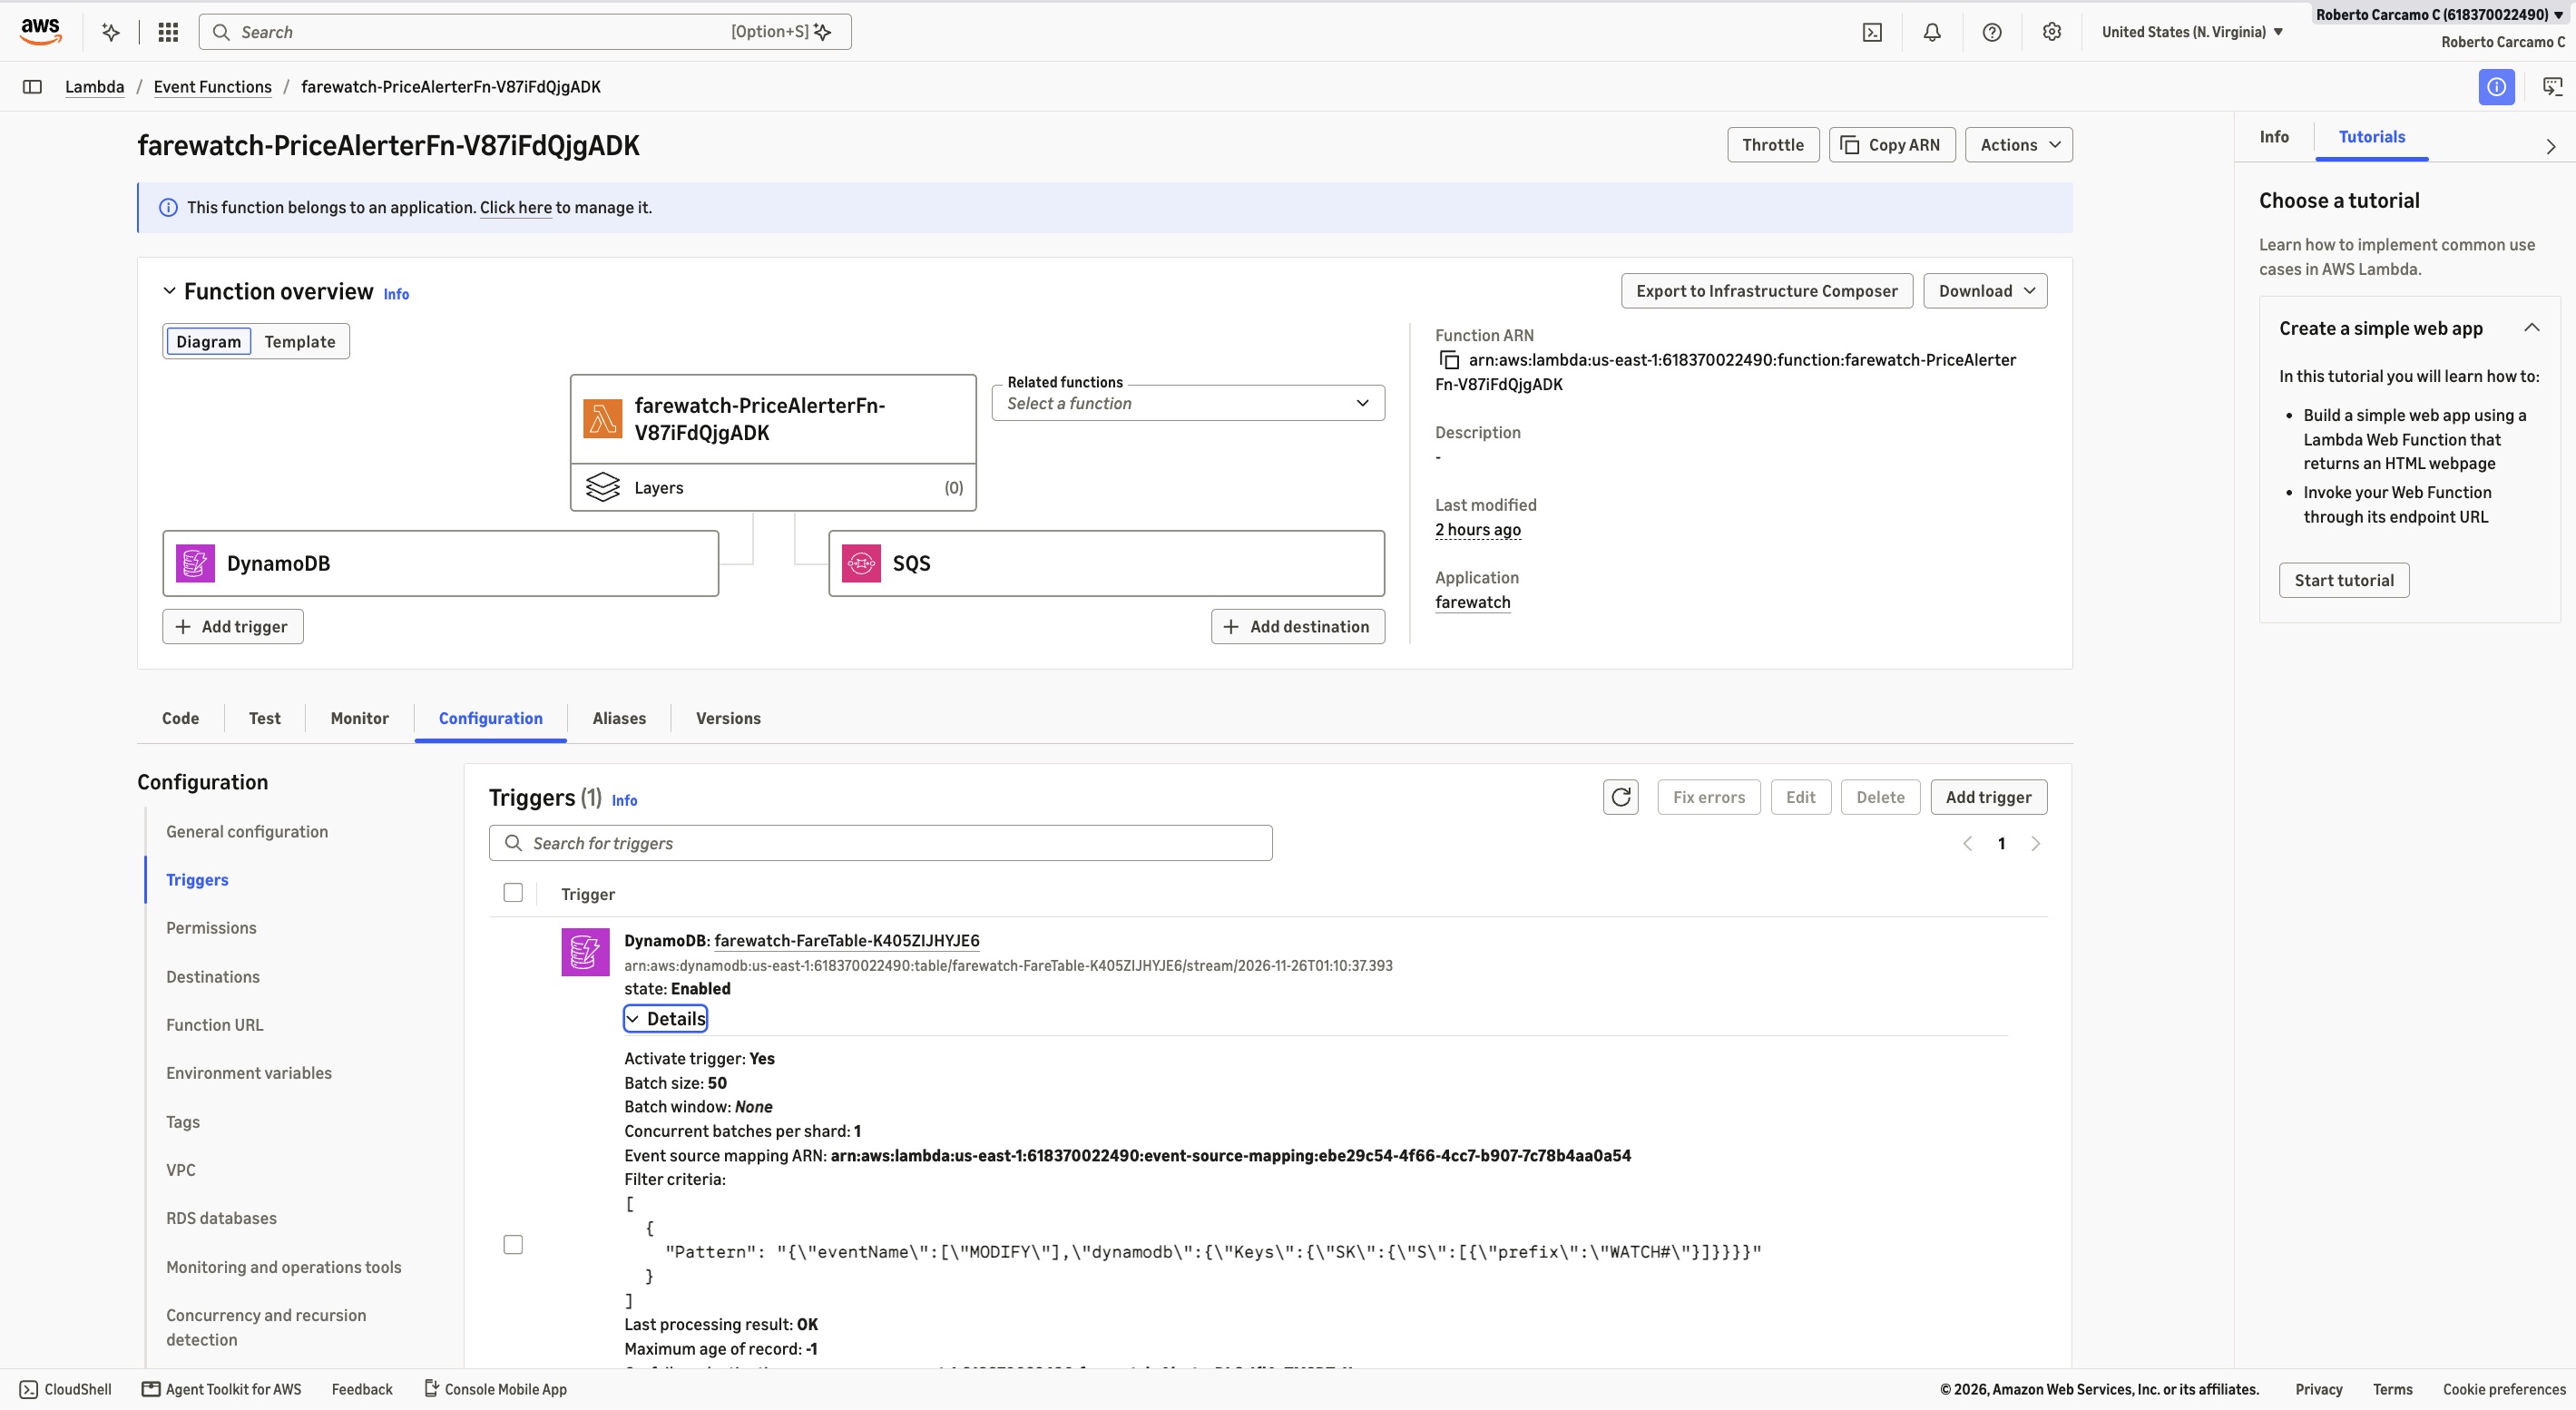 aws
Search
[Option+S]
United States (N. Virginia)
Roberto Carcamo C (618370022490)
Roberto Carcamo C
Lambda / Event Functions / farewatch-PriceAlerterFn-V87iFdQjgADK
farewatch-PriceAlerterFn-V87iFdQjgADK
Throttle
Copy ARN
Actions
This function belongs to an application. Click here to manage it.
Function overview Info
Export to Infrastructure Composer
Download
Diagram
Template
farewatch-PriceAlerterFn-
V87iFdQjgADK
Layers (0)
Related functions
Select a function
DynamoDB
SQS
Add trigger
Add destination
Function ARN
arn:aws:lambda:us-east-1:618370022490:function:farewatch-PriceAlerter
Fn-V87iFdQjgADK
Description
-
Last modified
2 hours ago
Application
farewatch
Code
Test
Monitor
Configuration
Aliases
Versions
Configuration
General configuration
Triggers
Permissions
Destinations
Function URL
Environment variables
Tags
VPC
RDS databases
Monitoring and operations tools
Concurrency and recursion
detection
Triggers (1) Info
Fix errors
Edit
Delete
Add trigger
Search for triggers
1
Trigger
DynamoDB: farewatch-FareTable-K405ZIJHYJE6
arn:aws:dynamodb:us-east-1:618370022490:table/farewatch-FareTable-K405ZIJHYJE6/stream/2026-11-26T01:10:37.393
state: Enabled
Details
Activate trigger: Yes
Batch size: 50
Batch window: None
Concurrent batches per shard: 1
Event source mapping ARN: arn:aws:lambda:us-east-1:618370022490:event-source-mapping:ebe29c54-4f66-4cc7-b907-7c78b4aa0a54
Filter criteria:
[
{
"Pattern": "{\"eventName\":[\"MODIFY\"],\"dynamodb\":{\"Keys\":{\"SK\":{\"S\":[{\"prefix\":\"WATCH#\"}]}}}}"
}
]
Last processing result: OK
Maximum age of record: -1
Info
Tutorials
Choose a tutorial
Learn how to implement common use
cases in AWS Lambda.
Create a simple web app
In this tutorial you will learn how to:
• Build a simple web app using a
Lambda Web Function that
returns an HTML webpage
• Invoke your Web Function
through its endpoint URL
Start tutorial
CloudShell
Agent Toolkit for AWS
Feedback
Console Mobile App
© 2026, Amazon Web Services, Inc. or its affiliates.
Privacy
Terms
Cookie preferences